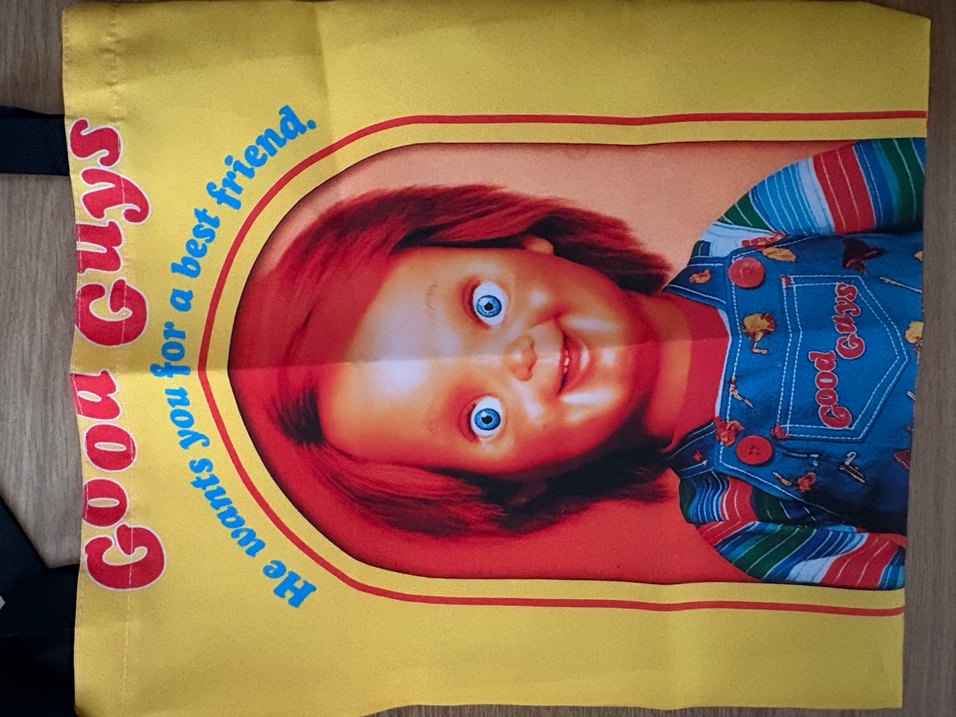 Good Guys
He wants you for a best friend.
Good
Guys